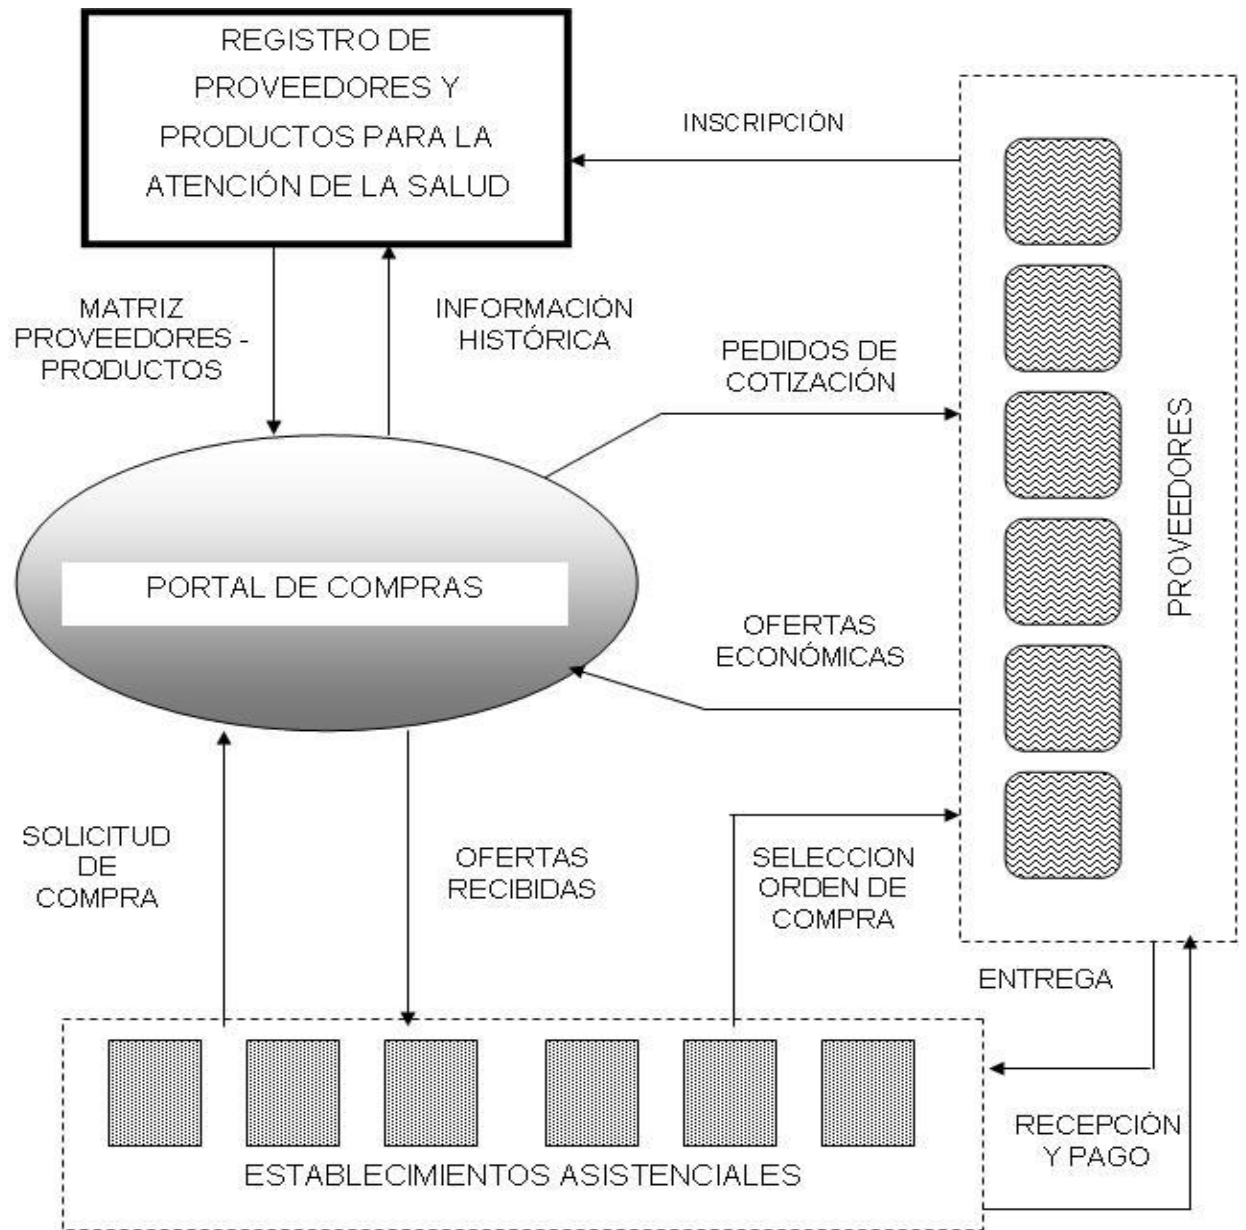 REGISTRO DE
PROVEEDORES Y
PRODUCTOS PARA LA
ATENCIÓN DE LA SALUD
INSCRIPCIÓN
MATRIZ
PROVEEDORES -
PRODUCTOS
INFORMACIÓN
HISTÓRICA
PEDIDOS DE
COTIZACIÓN
PROVEEDORES
PORTAL DE COMPRAS
OFERTAS
ECONÓMICAS
SOLICITUD
DE
COMPRA
OFERTAS
RECIBIDAS
SELECCION
ORDEN DE
COMPRA
ENTREGA
RECEPCIÓN
Y PAGO
ESTABLECIMIENTOS ASISTENCIALES